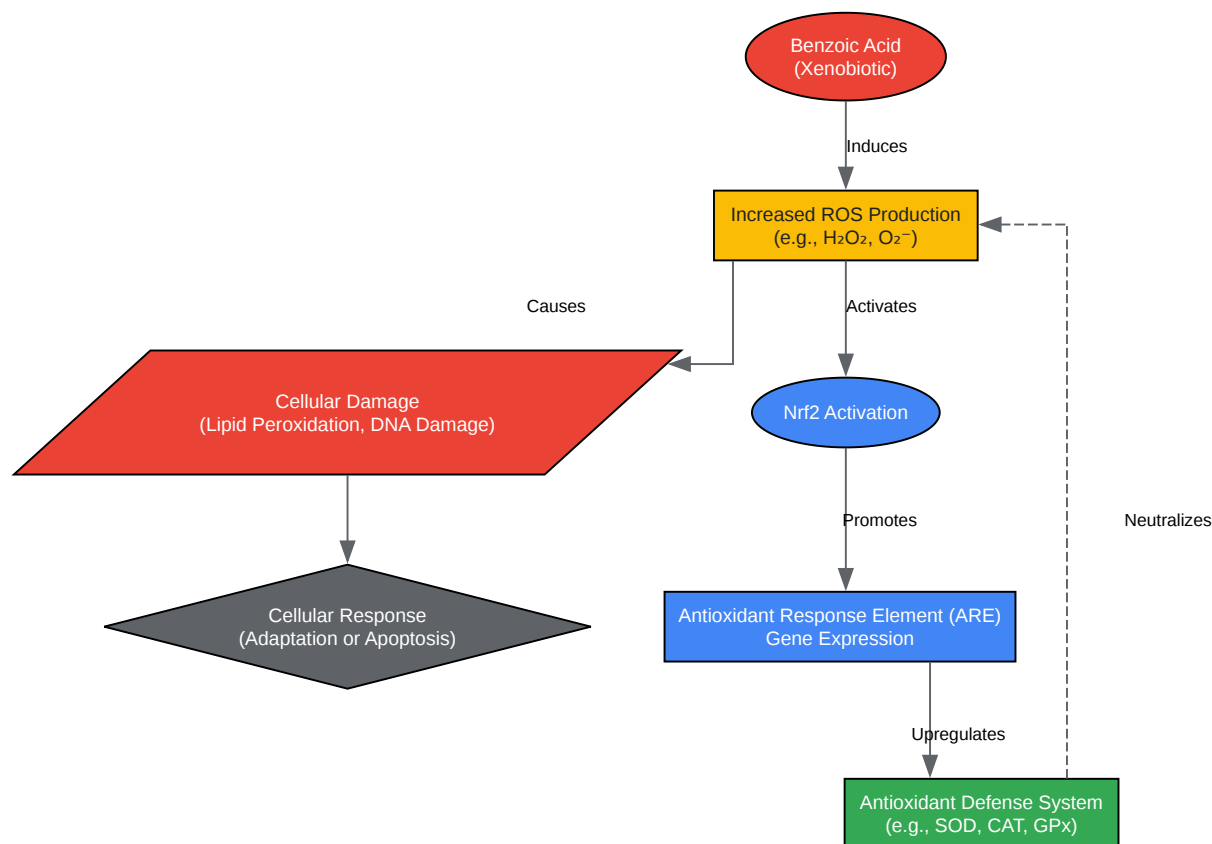 Benzoic Acid
(Xenobiotic)
Induces
Increased ROS Production
(e.g., H₂O₂, O₂⁻)
Causes
Activates
Cellular Damage
(Lipid Peroxidation, DNA Damage)
Nrf2 Activation
Promotes
Neutralizes
Cellular Response
(Adaptation or Apoptosis)
Antioxidant Response Element (ARE)
Gene Expression
Upregulates
Antioxidant Defense System
(e.g., SOD, CAT, GPx)